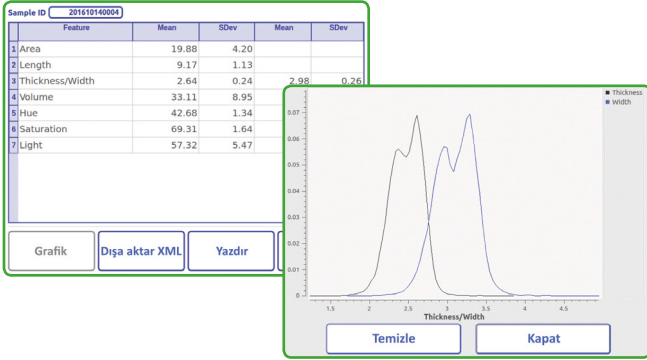 Sample ID 201610140004
Feature Mean SDev Mean SDev
1 Area 19.88 4.20
2 Length 9.17 1.13
3 Thickness/Width 2.64 0.24 2.98 0.26
4 Volume 33.11 8.95
5 Hue 42.68 1.34
6 Saturation 69.31 1.64
7 Light 57.32 5.47
Grafik Dışa aktar XML Yazdır
Thickness
Width
0.07
0.06
0.05
0.04
0.03
0.02
0.01
0
1.5 2 2.5 3 3.5 4 4.5
Thickness/Width
Temizle Kapat